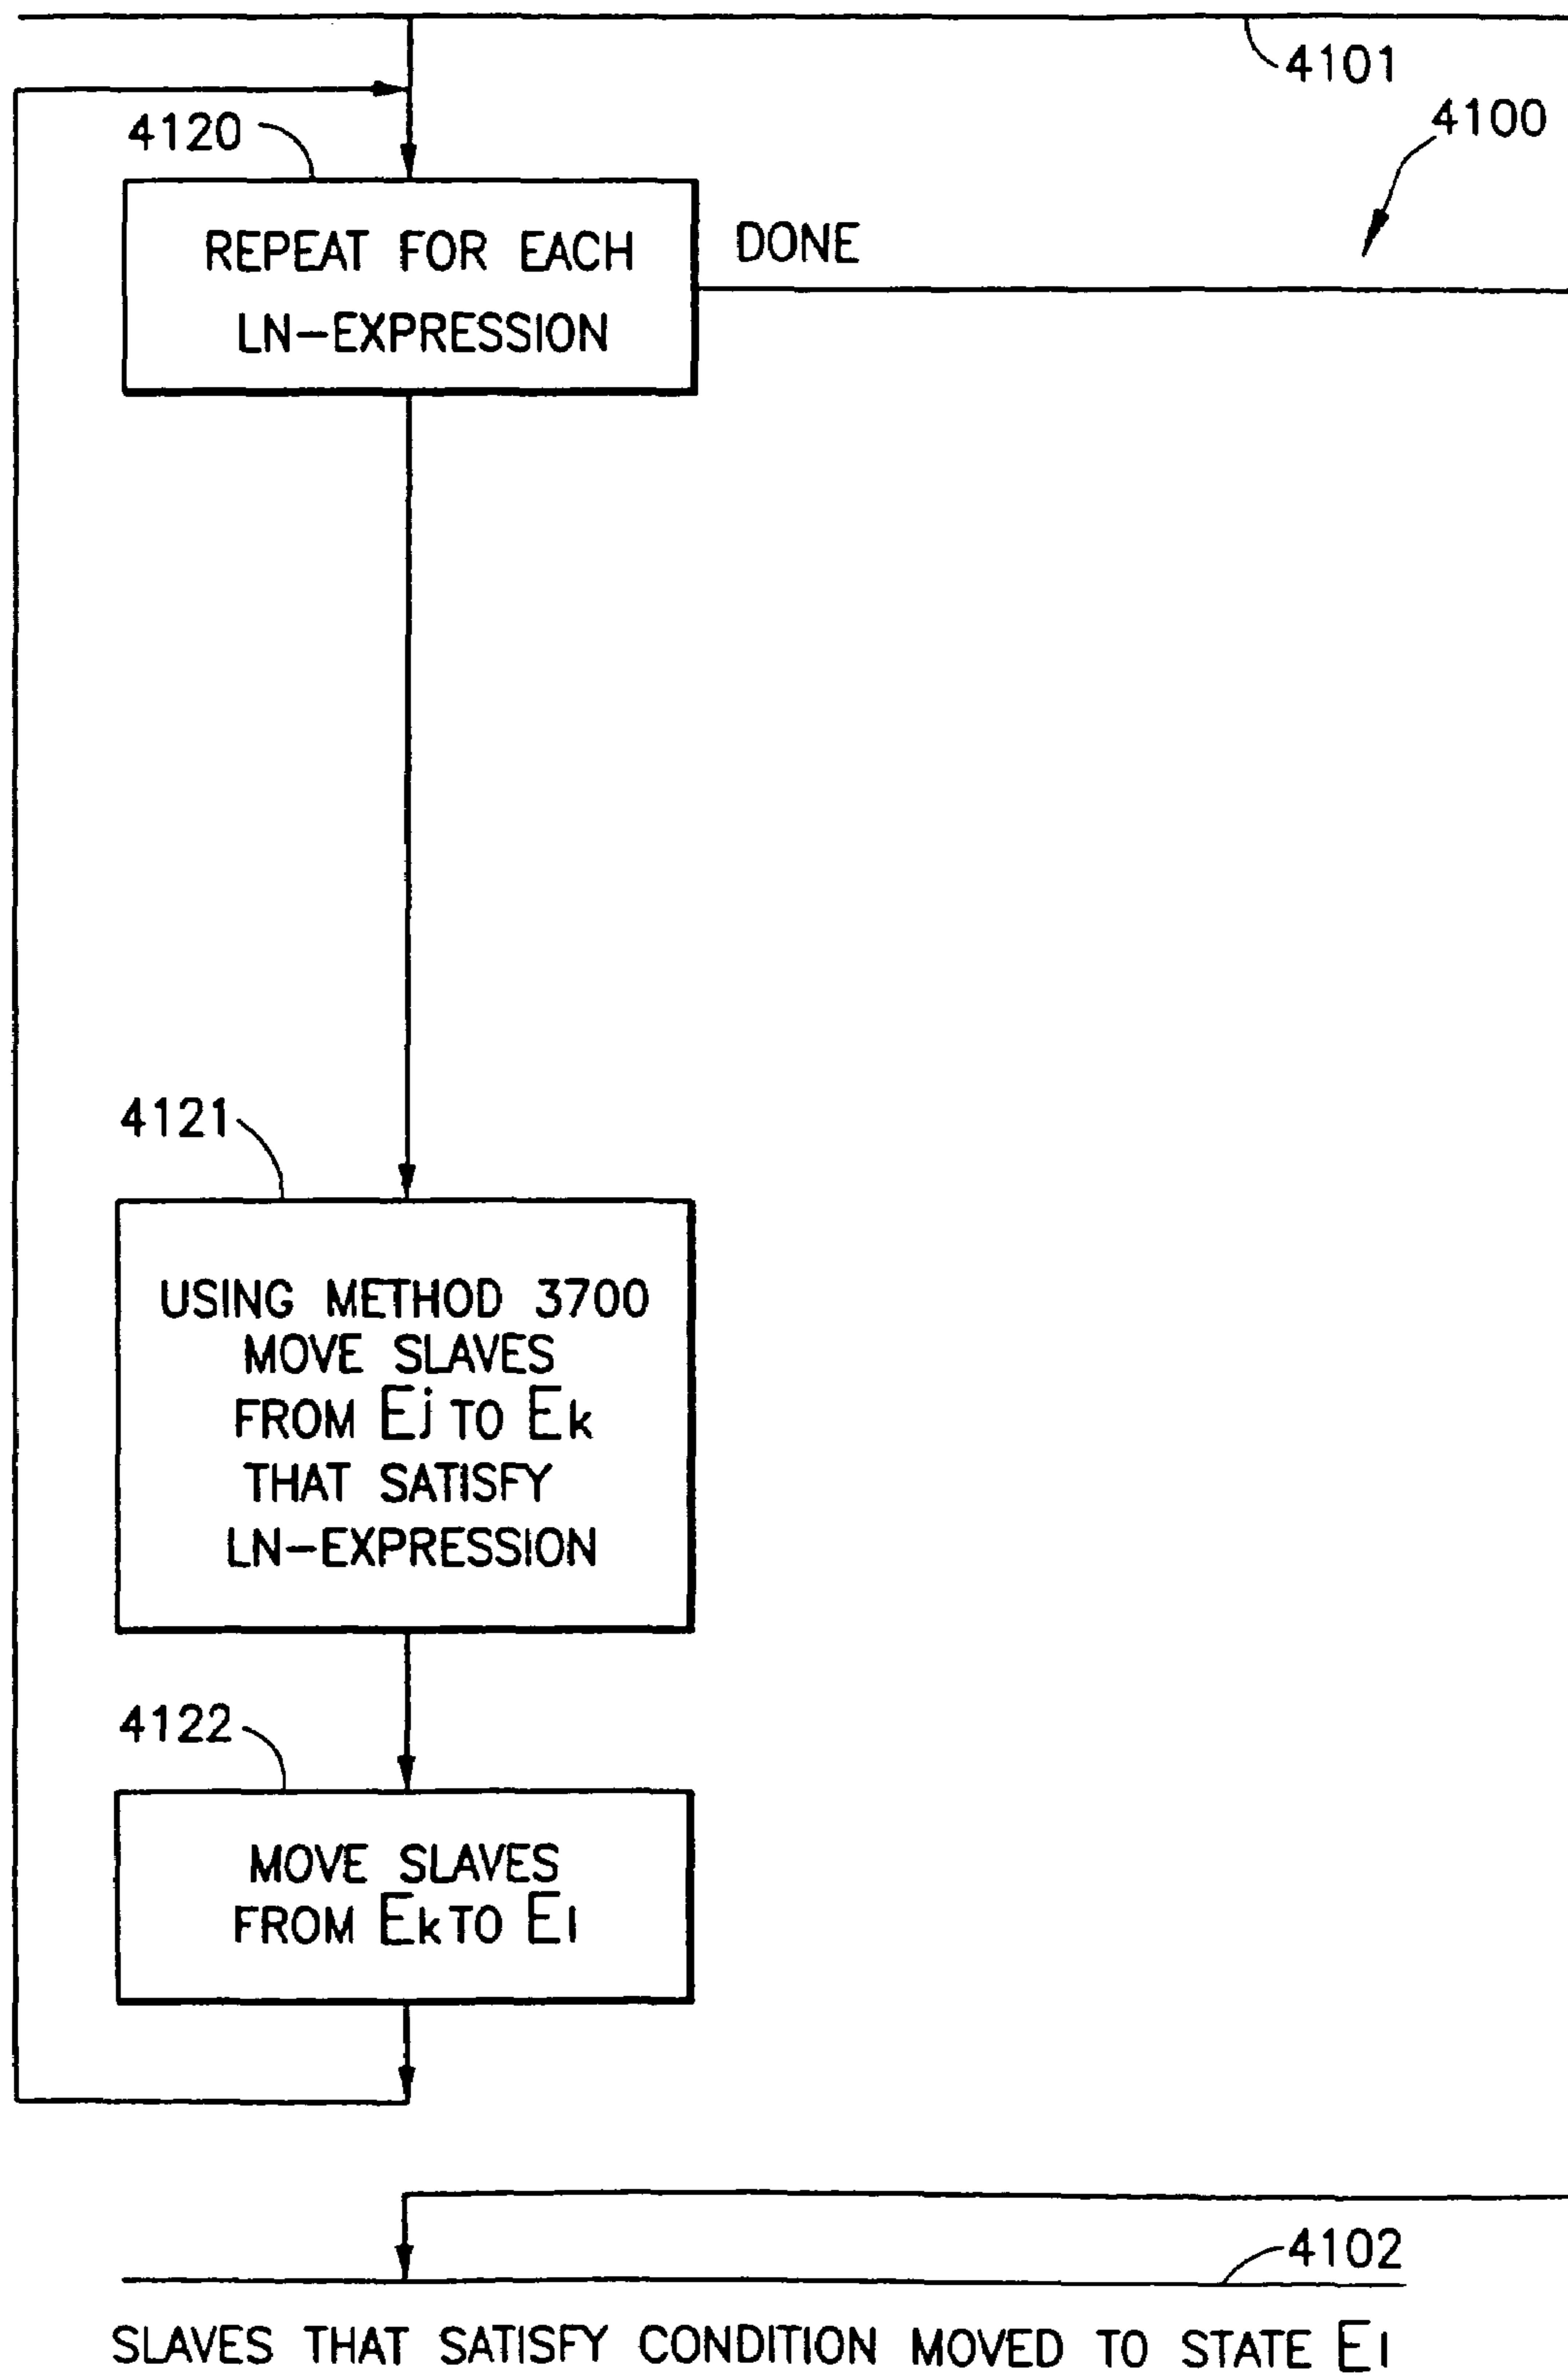 4101
4100
4120
REPEAT FOR EACH
LN-EXPRESSION
DONE
4121
USING METHOD 3700
MOVE SLAVES
FROM Ej TO Ek
THAT SATISFY
LN-EXPRESSION
4122
MOVE SLAVES
FROM Ek TO El
4102
SLAVES THAT SATISFY CONDITION MOVED TO STATE El